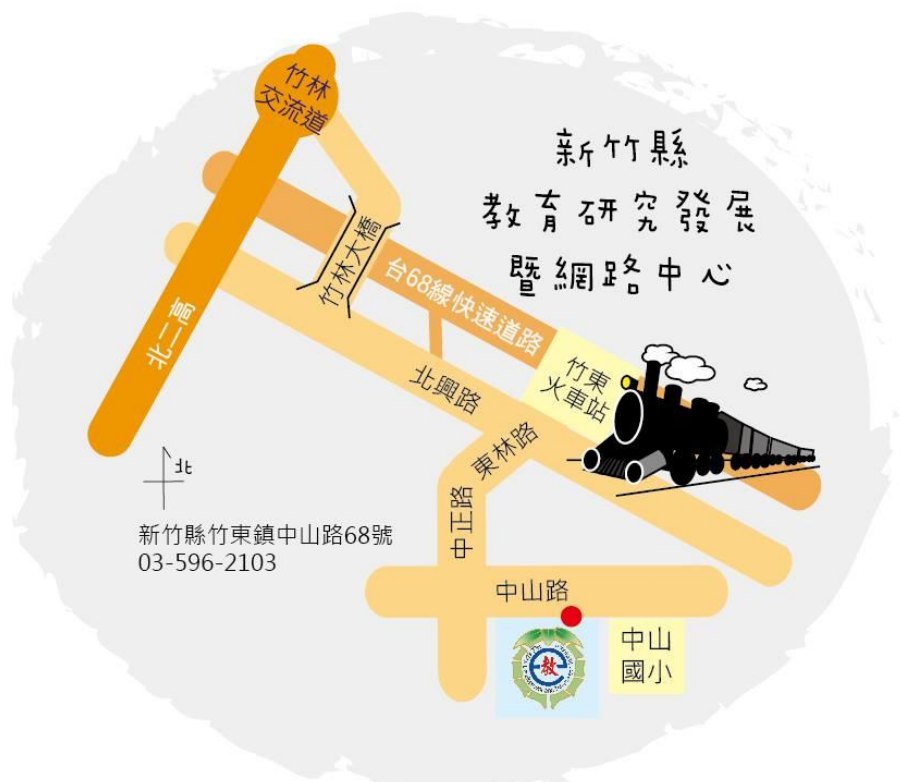 竹林
交流道
新竹縣
教育研究發展
暨網路中心
竹林大橋
台68線快速道路
北二高
竹東
火車站
北興路
東林路
北
中正路
新竹縣竹東鎮中山路68號
03-596-2103
中山路
教
中山
國小